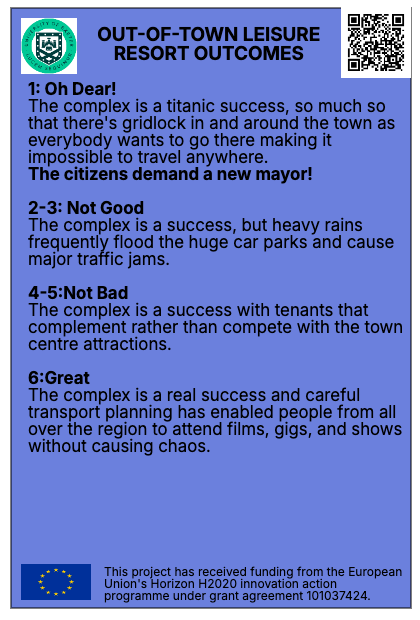 OUT-OF-TOWN LEISURE
RESORT OUTCOMES
1: Oh Dear!
The complex is a titanic success, so much so
that there's gridlock in and around the town as
everybody wants to go there making it
impossible to travel anywhere.
The citizens demand a new mayor!
2-3: Not Good
The complex is a success, but heavy rains
frequently flood the huge car parks and cause
major traffic jams.
4-5:Not Bad
The complex is a success with tenants that
complement rather than compete with the town
centre attractions.
6:Great
The complex is a real success and careful
transport planning has enabled people from all
over the region to attend films, gigs, and shows
without causing chaos.
This project has received funding from the European
Union's Horizon H2020 innovation action
programme under grant agreement 101037424.